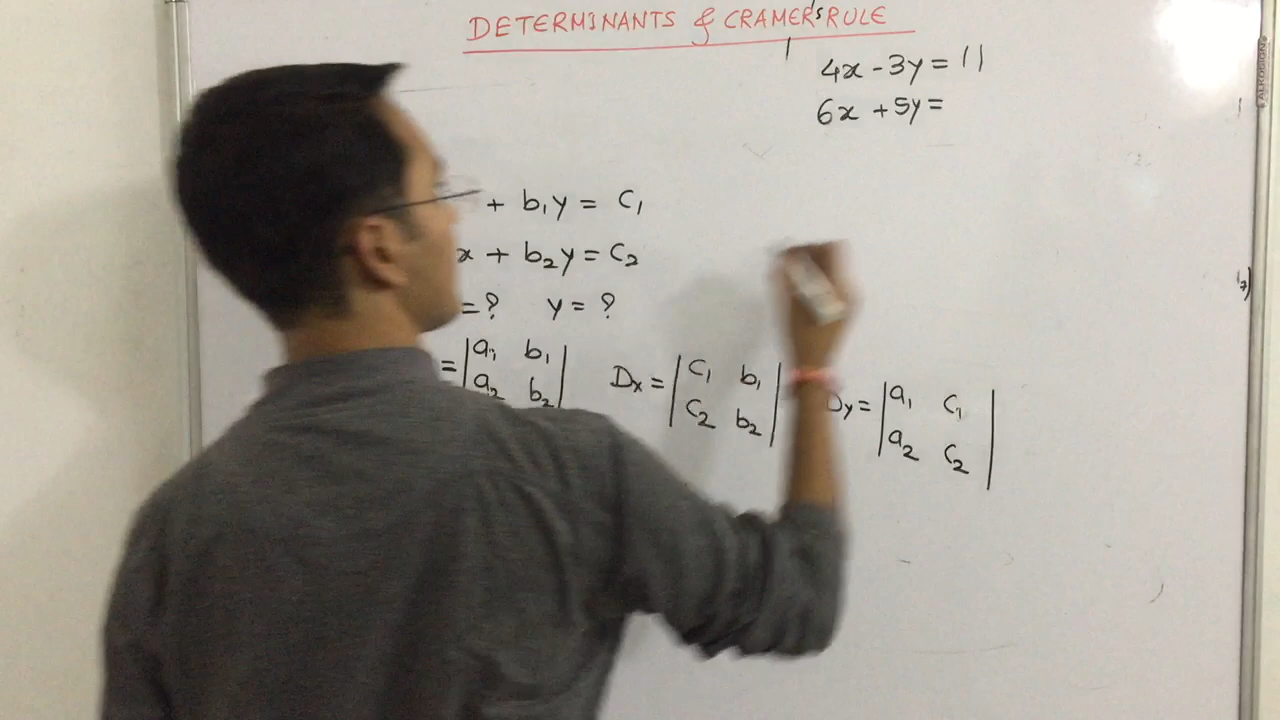 DETERMINANTS & CRAMER'S RULE
4x - 3y = 11
6x + 5y =
+ b₁y = c₁
x + b₂y = c₂
= ? y = ?
= |a₁ b₁| Dx = |c₁ b₁| Dy = |a₁ c₁|
|a₂ b₂| |c₂ b₂| |a₂ c₂|